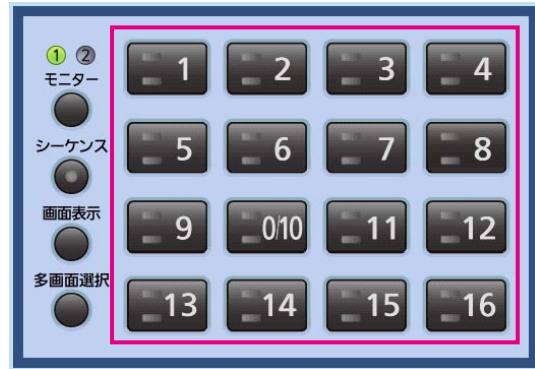 ① ②
モニター
シーケンス
画面表示
多画面選択
1 2 3 4
5 6 7 8
9 0/10 11 12
13 14 15 16